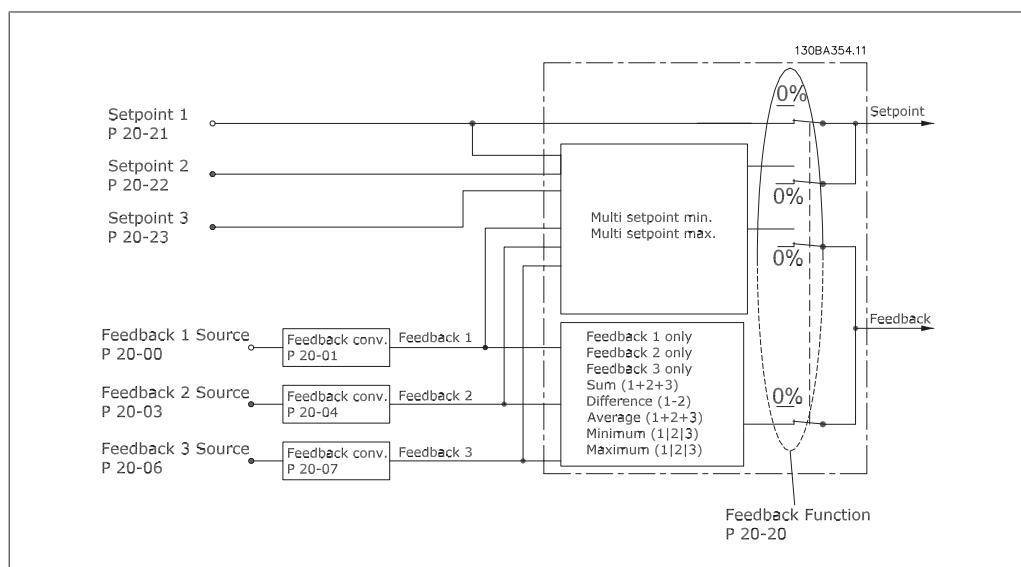 130BA354.11
0%
Setpoint 1
P 20-21
Setpoint
Setpoint 2
P 20-22
0%
Setpoint 3
P 20-23
Multi setpoint min.
Multi setpoint max.
0%
Feedback
Feedback 1 Source
P 20-00
Feedback conv.
P 20-01
Feedback 1
Feedback 2 Source
P 20-03
Feedback conv.
P 20-04
Feedback 2
Feedback 3 Source
P 20-06
Feedback conv.
P 20-07
Feedback 3
Feedback 1 only
Feedback 2 only
Feedback 3 only
Sum (1+2+3)
Difference (1-2)
Average (1+2+3)
Minimum (1|2|3)
Maximum (1|2|3)
0%
Feedback Function
P 20-20